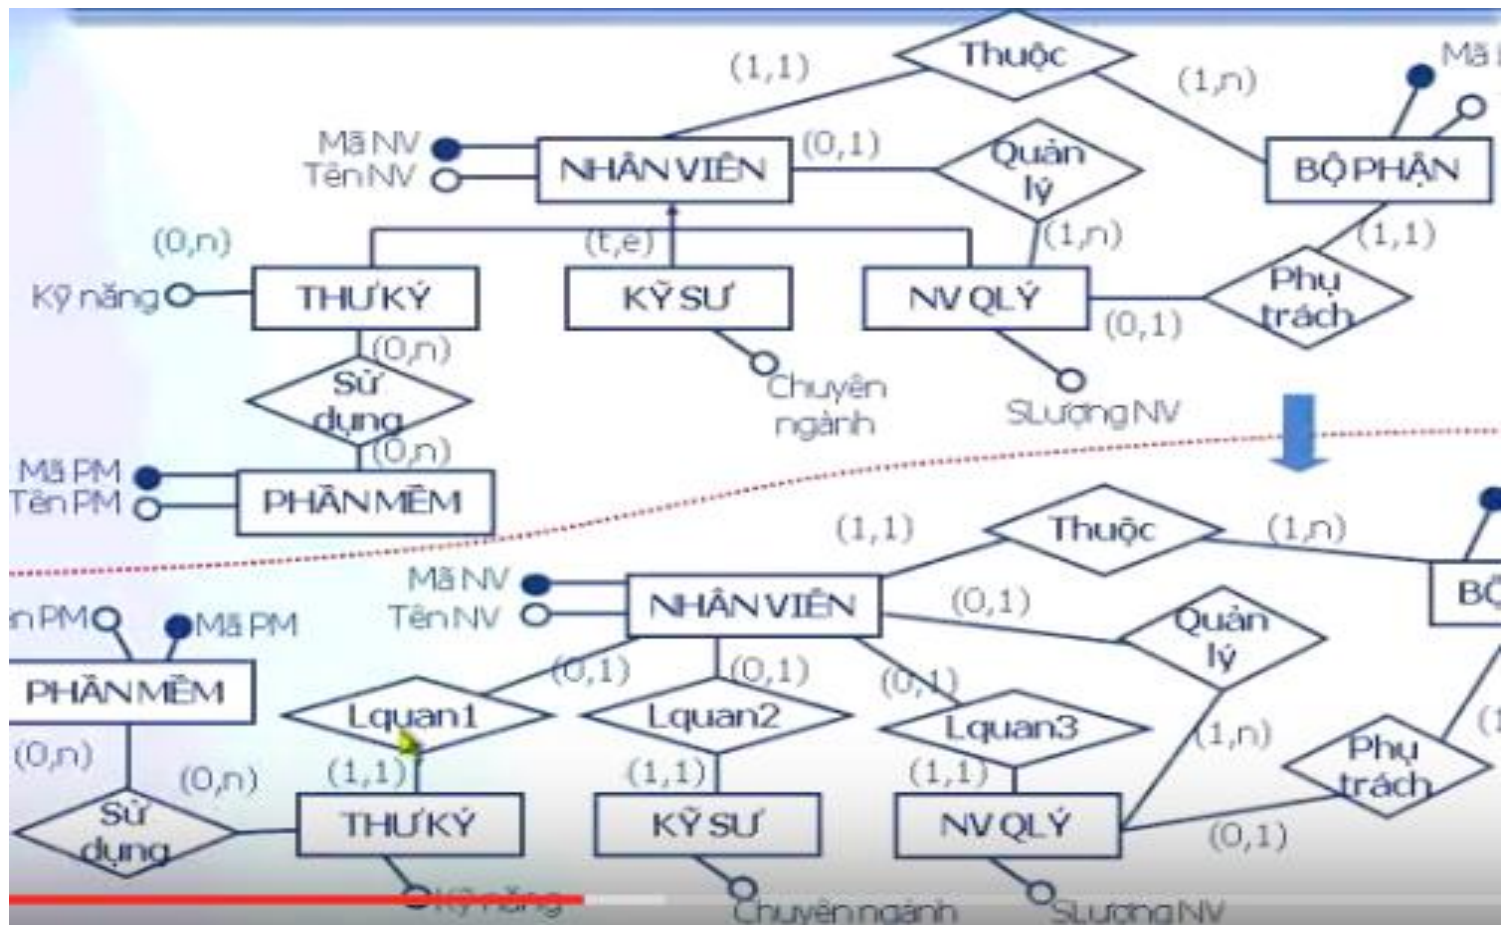 Thuộc
(1,1)
(1,n)
Mã
Mã NV
Tên NV
NHÂN VIÊN
(0,1)
Quản
lý
BỘ PHẬN
(0,n)
(t,e)
(1,n)
(1,1)
Kỹ năng
THƯ KÝ
KỸ SƯ
NV QLÝ
Phụ
trách
(0,1)
(0,n)
Sử
dụng
Chuyên
ngành
SLượng NV
(0,n)
Mã PM
Tên PM
PHẦN MỀM
(1,1)
Thuộc
(1,n)
Mã NV
Tên NV
NHÂN VIÊN
(0,1)
Quản
lý
BỘ
n PM
Mã PM
PHẦN MỀM
(0,1)
(0,1)
(0,1)
Lquan1
Lquan2
Lquan3
(1,n)
(1
Phụ
trách
(0,n)
(0,n)
(1,1)
(1,1)
(1,1)
Sử
dụng
THƯ KÝ
KỸ SƯ
NV QLÝ
(0,1)
Kỹ năng
Chuyên ngành
SLượng NV